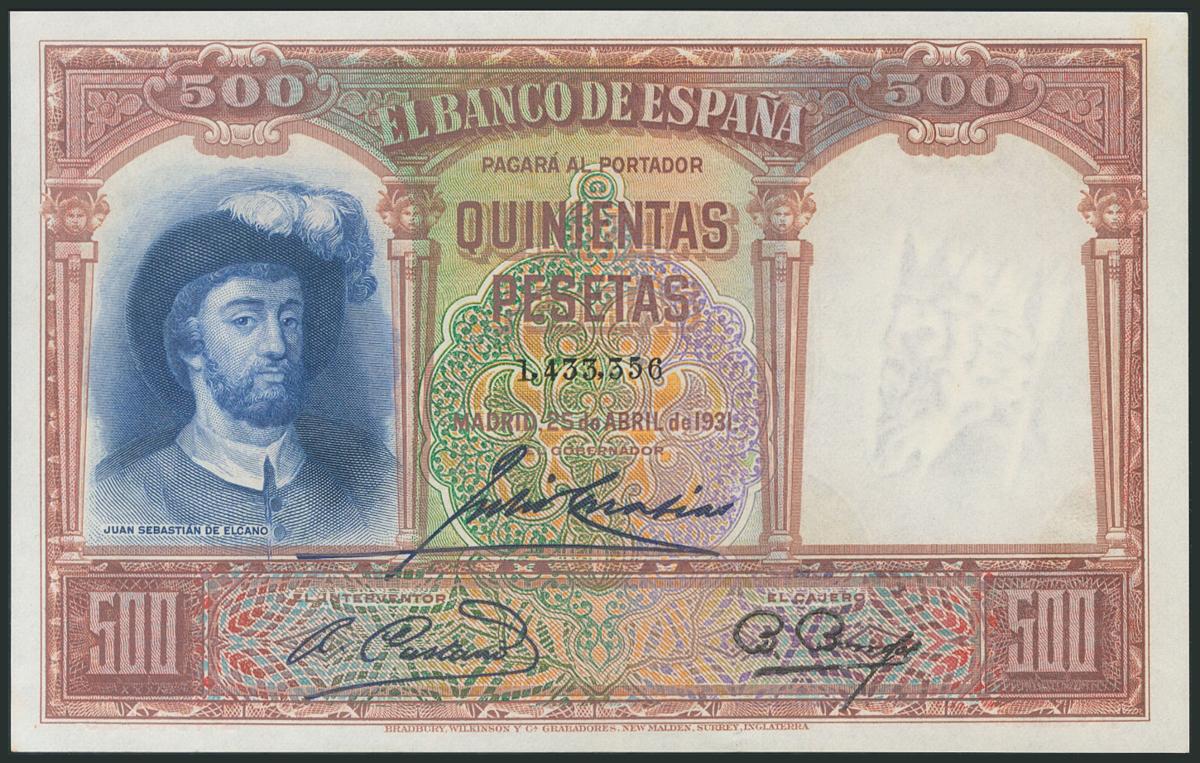 500 500
EL BANCO DE ESPAÑA
PAGARÁ AL PORTADOR
QUINIENTAS
PESETAS
1,433,356
MADRID, 25 de ABRIL de 1931.
GOBERNADOR
JUAN SEBASTIÁN DE ELCANO
EL INTERVENTOR EL CAJERO
500 500
BRADBURY, WILKINSON Y Cª GRABADORES, NEW MALDEN, SURREY, INGLATERRA